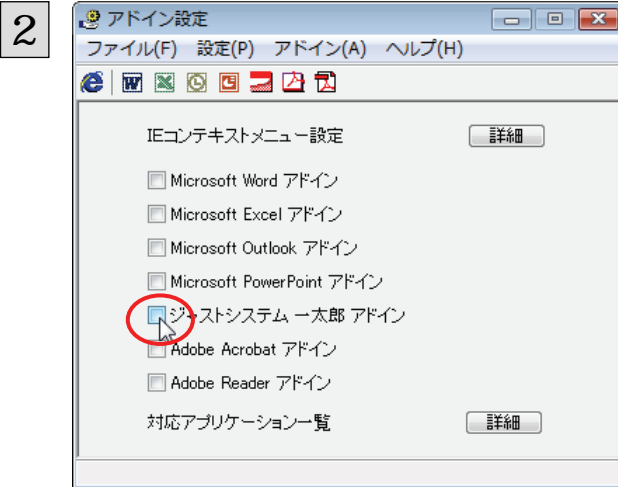 2
アドイン設定
ファイル(F) 設定(P) アドイン(A) ヘルプ(H)
IEコンテキストメニュー設定 詳細
Microsoft Word アドイン
Microsoft Excel アドイン
Microsoft Outlook アドイン
Microsoft PowerPoint アドイン
ジャストシステム 一太郎 アドイン
Adobe Acrobat アドイン
Adobe Reader アドイン
対応アプリケーション一覧 詳細